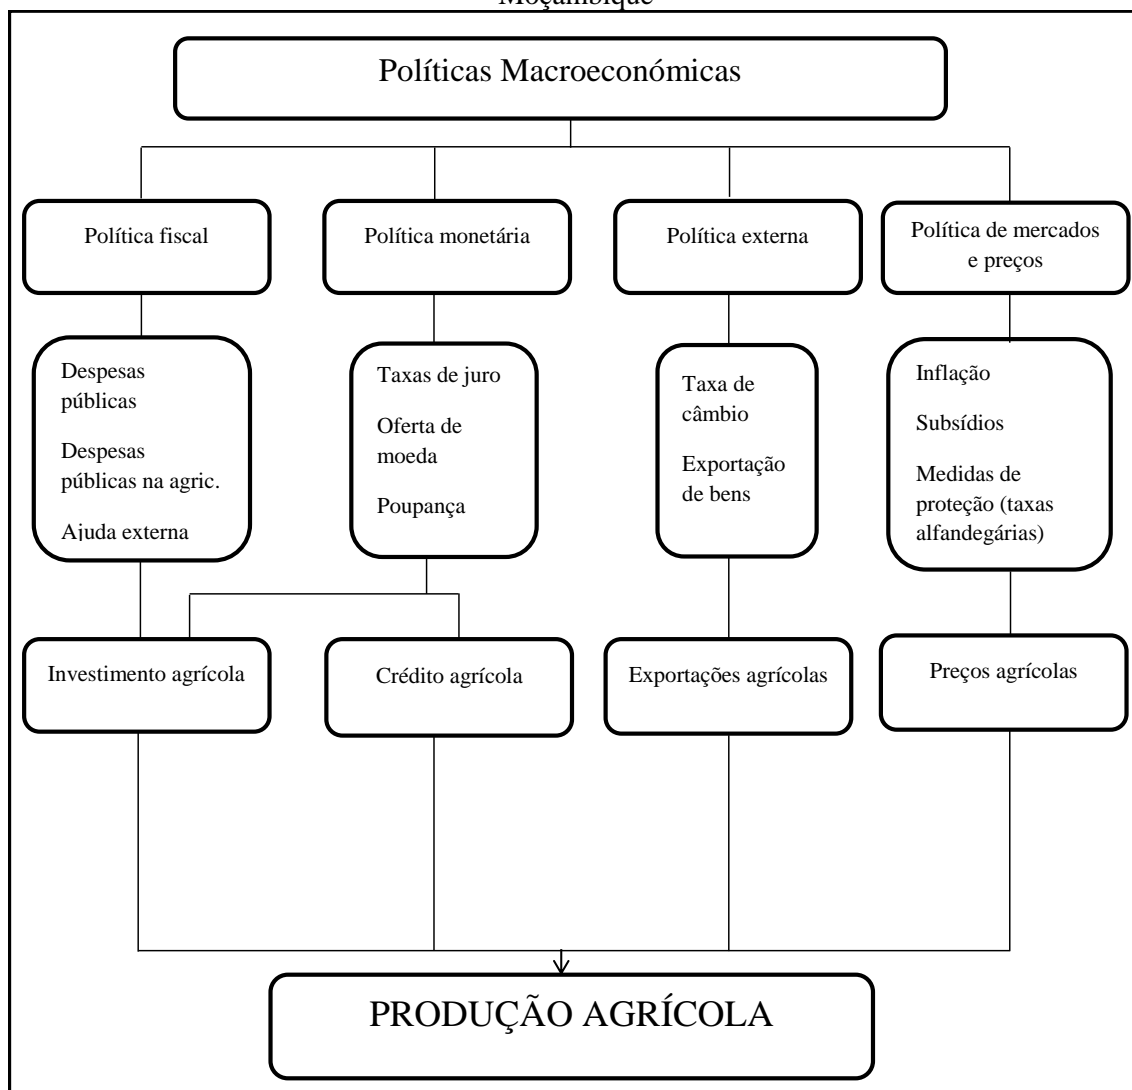 Moçambique
Políticas Macroeconómicas
Política fiscal
Política monetária
Política externa
Política de mercados
e preços
Despesas
públicas
Despesas
públicas na agric.
Ajuda externa
Taxas de juro
Oferta de
moeda
Poupança
Taxa de
câmbio
Exportação
de bens
Inflação
Subsídios
Medidas de
proteção (taxas
alfandegárias)
Investimento agrícola
Crédito agrícola
Exportações agrícolas
Preços agrícolas
PRODUÇÃO AGRÍCOLA